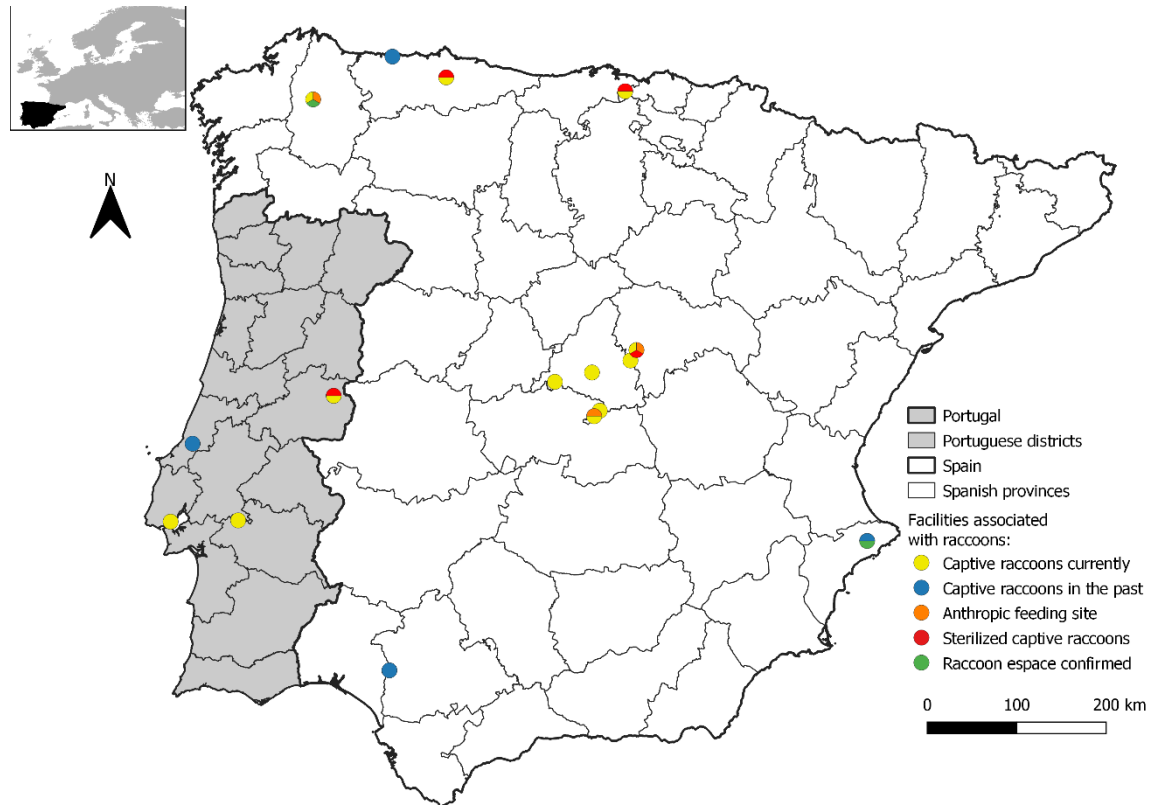 N
Portugal
Portuguese districts
Spain
Spanish provinces
Facilities associated
with raccoons:
Captive raccoons currently
Captive raccoons in the past
Anthropic feeding site
Sterilized captive raccoons
Raccoon espace confirmed
0 100 200 km